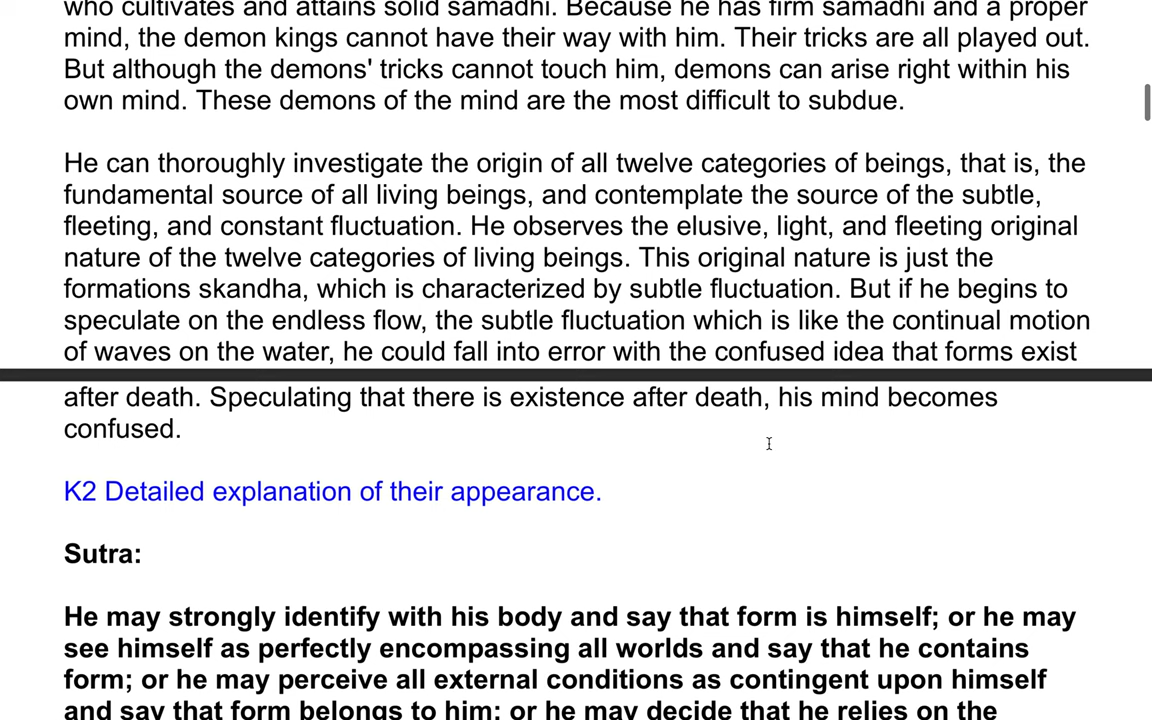 who cultivates and attains solid samadhi. Because he has firm samadhi and a proper
mind, the demon kings cannot have their way with him. Their tricks are all played out.
But although the demons' tricks cannot touch him, demons can arise right within his
own mind. These demons of the mind are the most difficult to subdue.
He can thoroughly investigate the origin of all twelve categories of beings, that is, the
fundamental source of all living beings, and contemplate the source of the subtle,
fleeting, and constant fluctuation. He observes the elusive, light, and fleeting original
nature of the twelve categories of living beings. This original nature is just the
formations skandha, which is characterized by subtle fluctuation. But if he begins to
speculate on the endless flow, the subtle fluctuation which is like the continual motion
of waves on the water, he could fall into error with the confused idea that forms exist
after death. Speculating that there is existence after death, his mind becomes
confused.
K2 Detailed explanation of their appearance.
Sutra:
He may strongly identify with his body and say that form is himself; or he may
see himself as perfectly encompassing all worlds and say that he contains
form; or he may perceive all external conditions as contingent upon himself
and say that form belongs to him; or he may decide that he relies on the